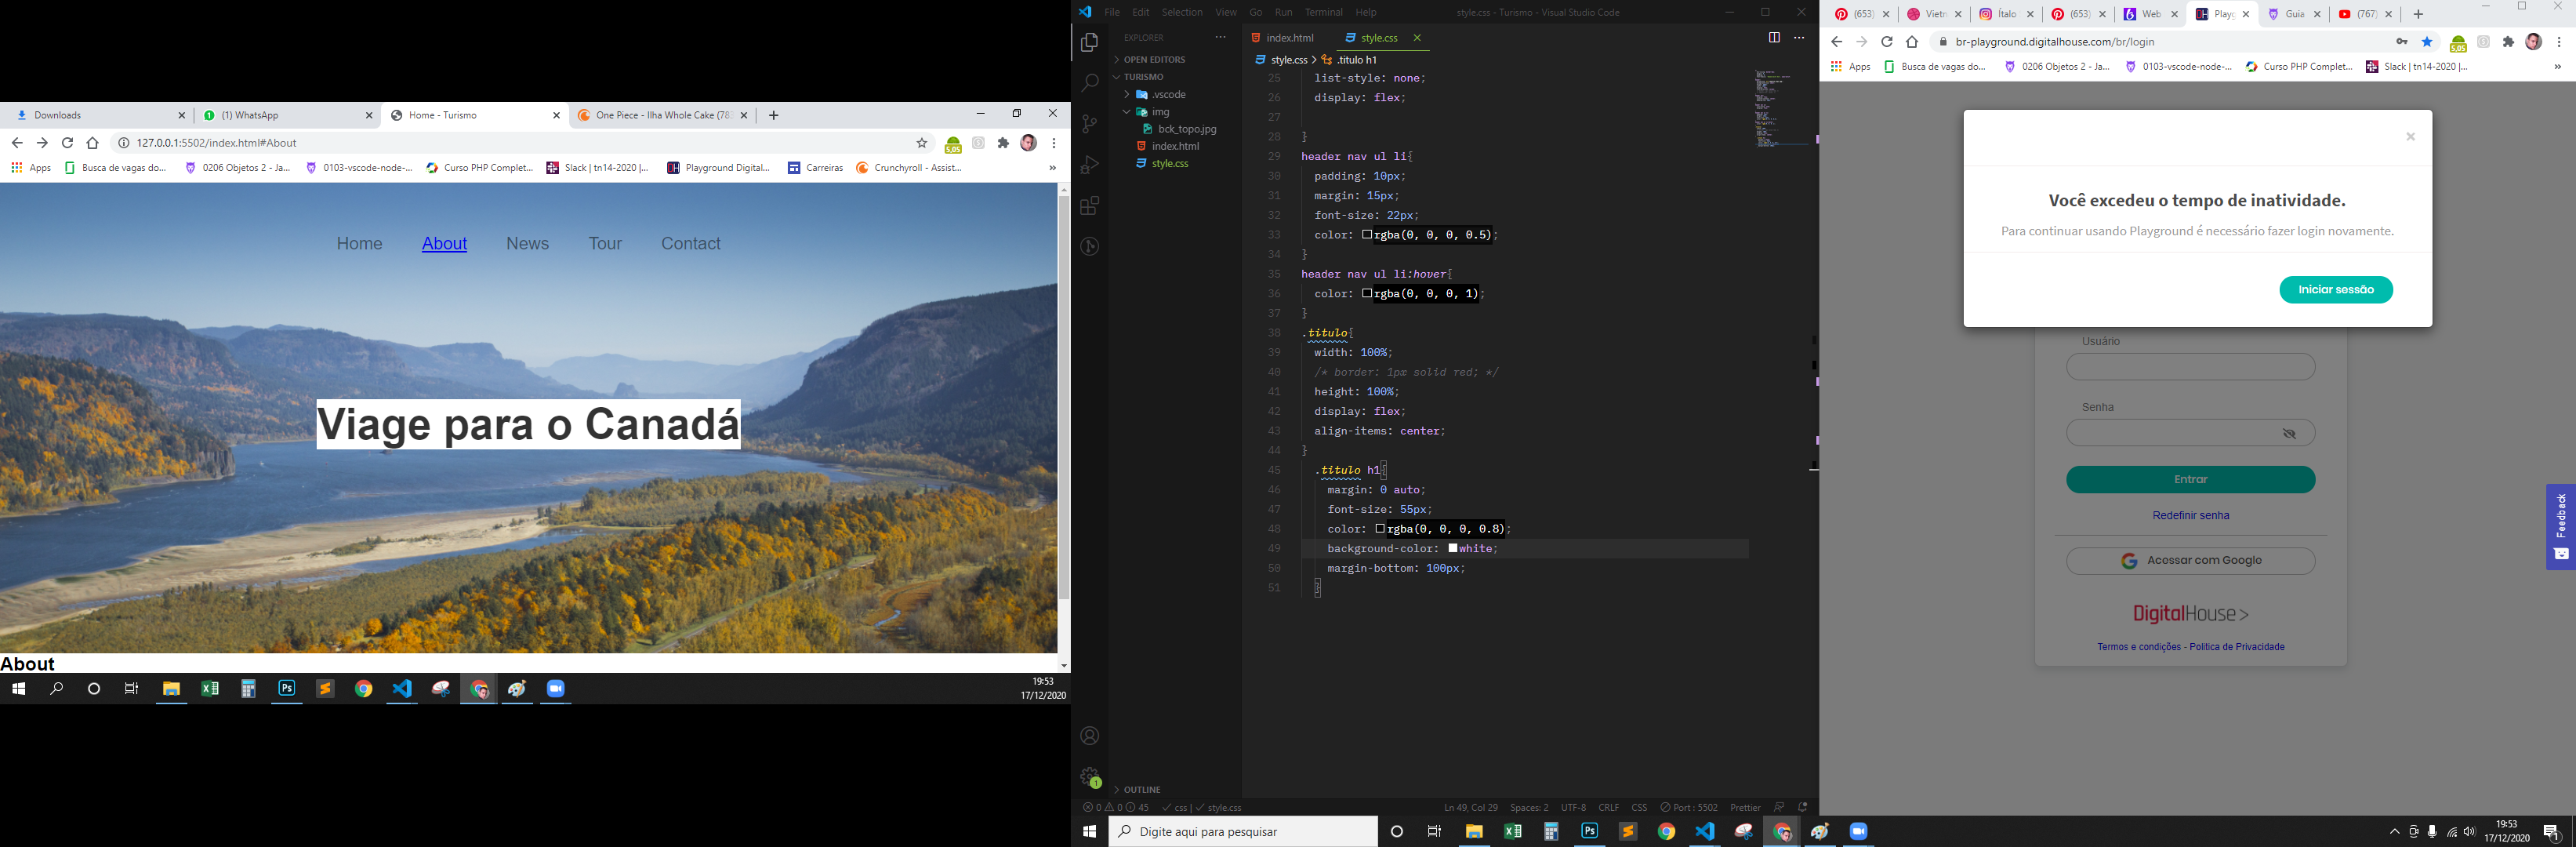 Downloads
(1) WhatsApp
Home - Turismo
One Piece - Ilha Whole Cake (783
127.0.0.1:5502/index.html#About
5,05
Apps
Busca de vagas do...
0206 Objetos 2 - Ja...
0103-vscode-node-...
Curso PHP Complet...
Slack | tn14-2020 |...
Playground Digital...
Carreiras
Crunchyroll - Assist...
»
Home
About
News
Tour
Contact
Viage para o Canadá
About
19:53
17/12/2020
File Edit Selection View Go Run Terminal Help
style.css - Turismo - Visual Studio Code
EXPLORER
OPEN EDITORS
TURISMO
.vscode
img
bck_topo.jpg
index.html
style.css
OUTLINE
index.html
style.css
style.css > .titulo h1
25 list-style: none;
26 display: flex;
27
28 }
29 header nav ul li{
30 padding: 10px;
31 margin: 15px;
32 font-size: 22px;
33 color: rgba(0, 0, 0, 0.5);
34 }
35 header nav ul li:hover{
36 color: rgba(0, 0, 0, 1);
37 }
38 .titulo{
39 width: 100%;
40 /* border: 1px solid red; */
41 height: 100%;
42 display: flex;
43 align-items: center;
44 }
45 .titulo h1{
46 margin: 0 auto;
47 font-size: 55px;
48 color: rgba(0, 0, 0, 0.8);
49 background-color: white;
50 margin-bottom: 100px;
51 }
1
0 0 45 css | style.css
Ln 49, Col 29 Spaces: 2 UTF-8 CRLF CSS Port : 5502 Prettier
Digite aqui para pesquisar
(653)
Vietn
Ítalo
(653)
Web
Playg
Guia
(767)
br-playground.digitalhouse.com/br/login
5,05
Apps
Busca de vagas do...
0206 Objetos 2 - Ja...
0103-vscode-node-...
Curso PHP Complet...
Slack | tn14-2020 |...
»
Você excedeu o tempo de inatividade.
Para continuar usando Playground é necessário fazer login novamente.
Iniciar sessão
Usuário
Senha
Entrar
Redefinir senha
Acessar com Google
DigitalHouse>
Termos e condições - Politica de Privacidade
Feedback
19:53
17/12/2020
1